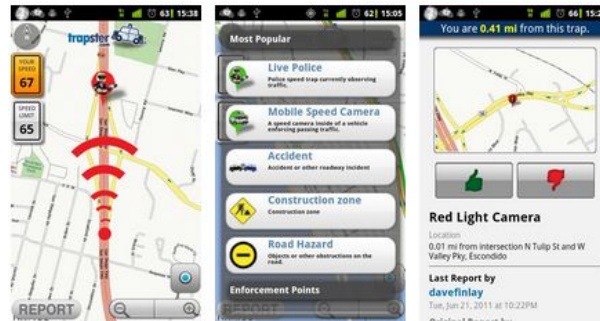 63 15:38
trapster
YOUR
SPEED
67
SPEED
LIMIT
65
REPORT
62 15:05
Most Popular
Live Police
Police speed trap currently observing
traffic.
Mobile Speed Camera
A speed camera inside of a vehicle
enforcing passing traffic.
Accident
Accident or other roadway incident
Construction zone
Construction zone
Road Hazard
Objects or other obstructions on the
road.
Enforcement Points
REPORT
66 15:2
You are 0.41 mi from this trap.
Red Light Camera
Location
0.01 mi from intersection N Tulip St and W
Valley Pky, Escondido
Last Report by
davefinlay
Tue, Jun 21, 2011 at 10:22PM
Original Report by